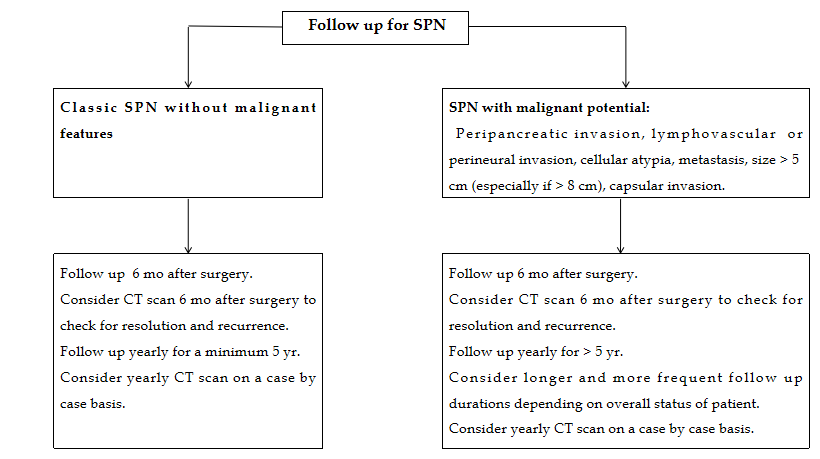 Follow up for SPN
Classic SPN without malignant
features
SPN with malignant potential:
Peripancreatic invasion, lymphovascular or
perineural invasion, cellular atypia, metastasis, size > 5
cm (especially if > 8 cm), capsular invasion.
Follow up 6 mo after surgery.
Consider CT scan 6 mo after surgery to
check for resolution and recurrence.
Follow up yearly for a minimum 5 yr.
Consider yearly CT scan on a case by
case basis.
Follow up 6 mo after surgery.
Consider CT scan 6 mo after surgery to check for
resolution and recurrence.
Follow up yearly for > 5 yr.
Consider longer and more frequent follow up
durations depending on overall status of patient.
Consider yearly CT scan on a case by case basis.